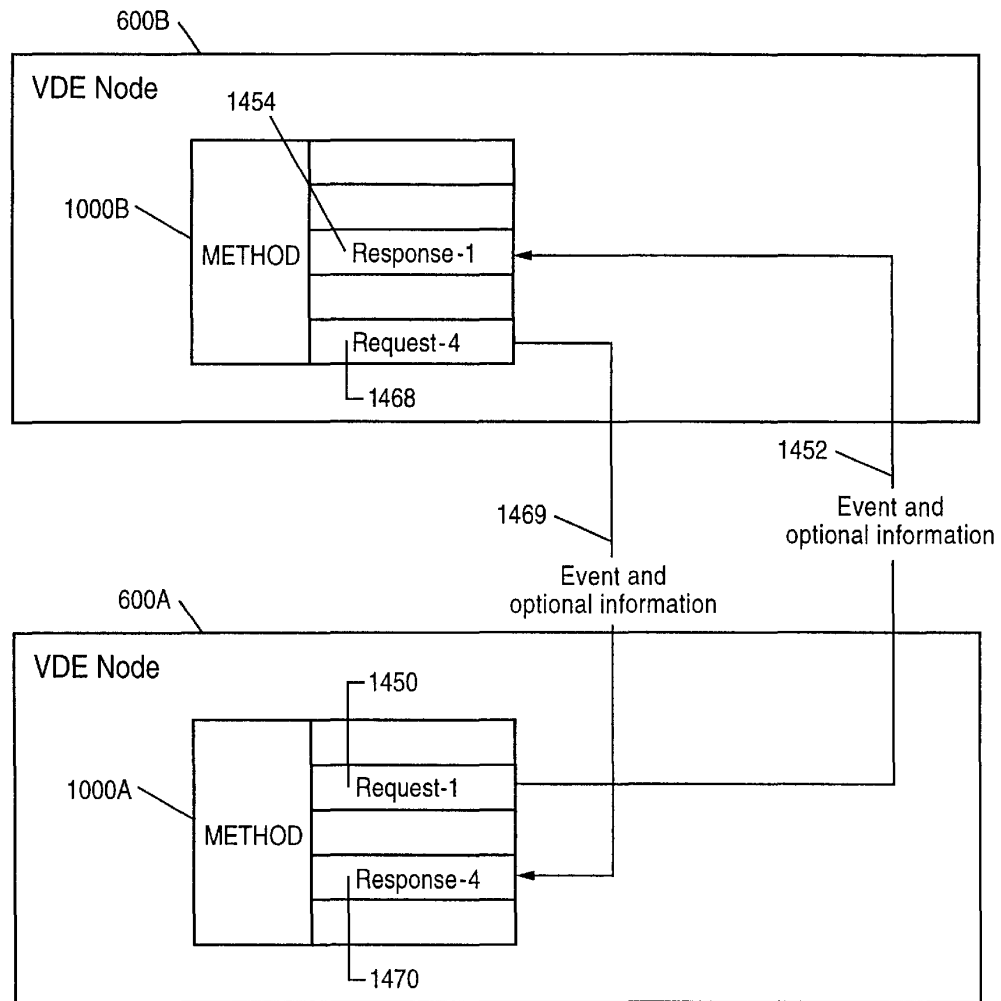 600B
VDE Node
1454
1000B
METHOD
Response-1
Request-4
1468
1452
Event and
optional information
1469
Event and
optional information
600A
VDE Node
1450
1000A
METHOD
Request-1
Response-4
1470